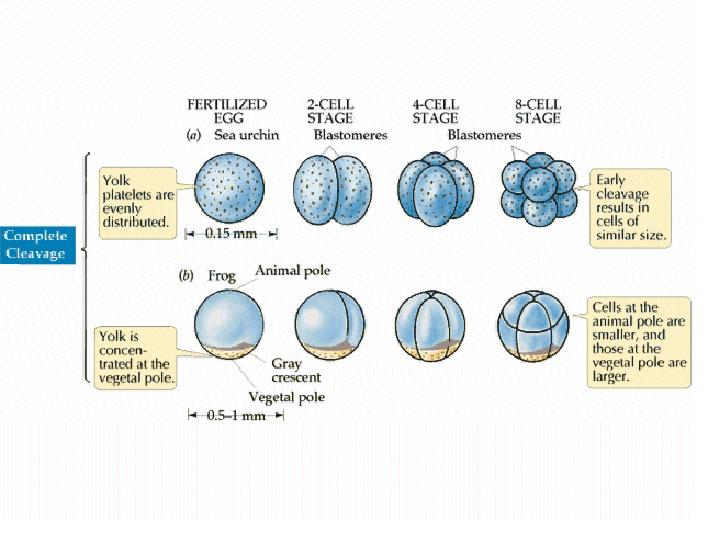 FERTILIZED EGG
2-CELL STAGE
4-CELL STAGE
8-CELL STAGE
(a) Sea urchin
Blastomeres
Blastomeres
Yolk
platelets are
evenly
distributed.
Early
cleavage
results in
cells of
similar size.
0.15 mm
Complete
Cleavage
(b) Frog
Animal pole
Yolk is
concen-
trated at the
vegetal pole.
Gray
crescent
Vegetal pole
0.5–1 mm
Cells at the
animal pole are
smaller, and
those at the
vegetal pole are
larger.